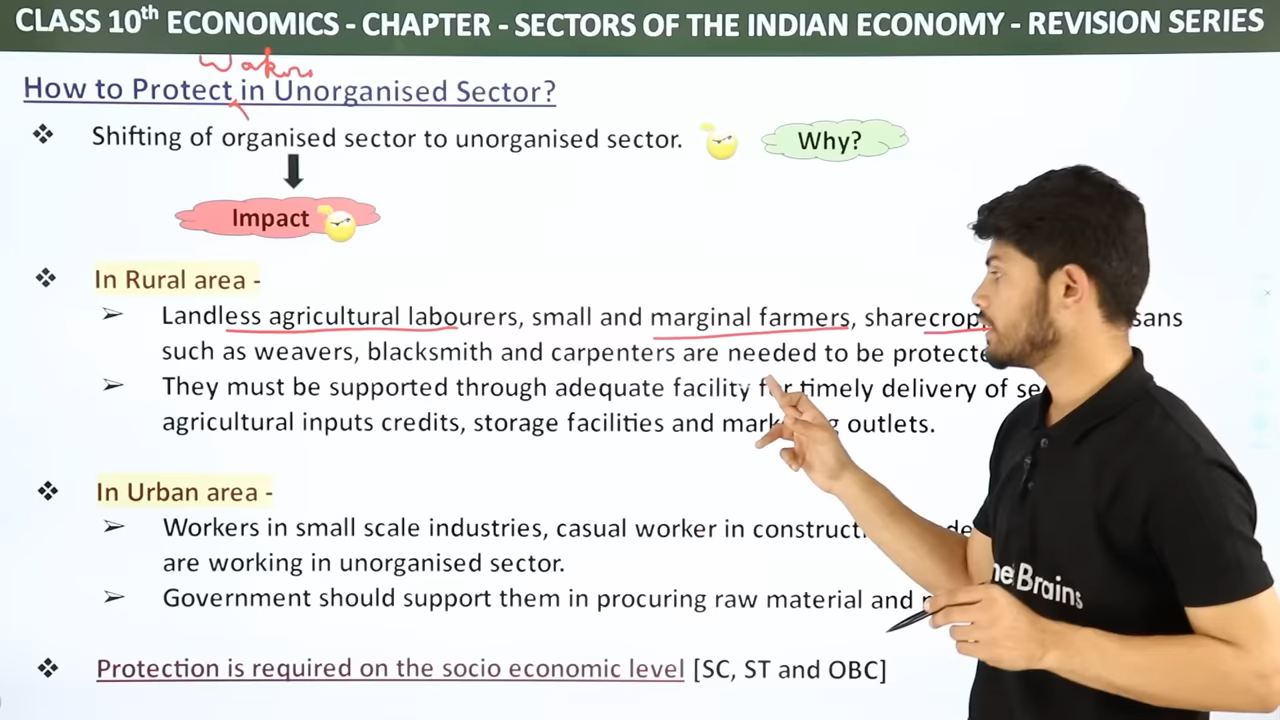 CLASS 10th ECONOMICS - CHAPTER - SECTORS OF THE INDIAN ECONOMY - REVISION SERIES
How to Protect in Unorganised Sector?
Shifting of organised sector to unorganised sector.
Why?
Impact
In Rural area -
Landless agricultural labourers, small and marginal farmers,
such as weavers, blacksmith and carpenters are needed to be
They must be supported through adequate facility for timely delivery of
agricultural inputs credits, storage facilities and outlets.
In Urban area -
Workers in small scale industries, casual worker in
are working in unorganised sector.
Government should support them in procuring raw material and
Brains
Protection is required on the socio economic level [SC, ST and OBC]